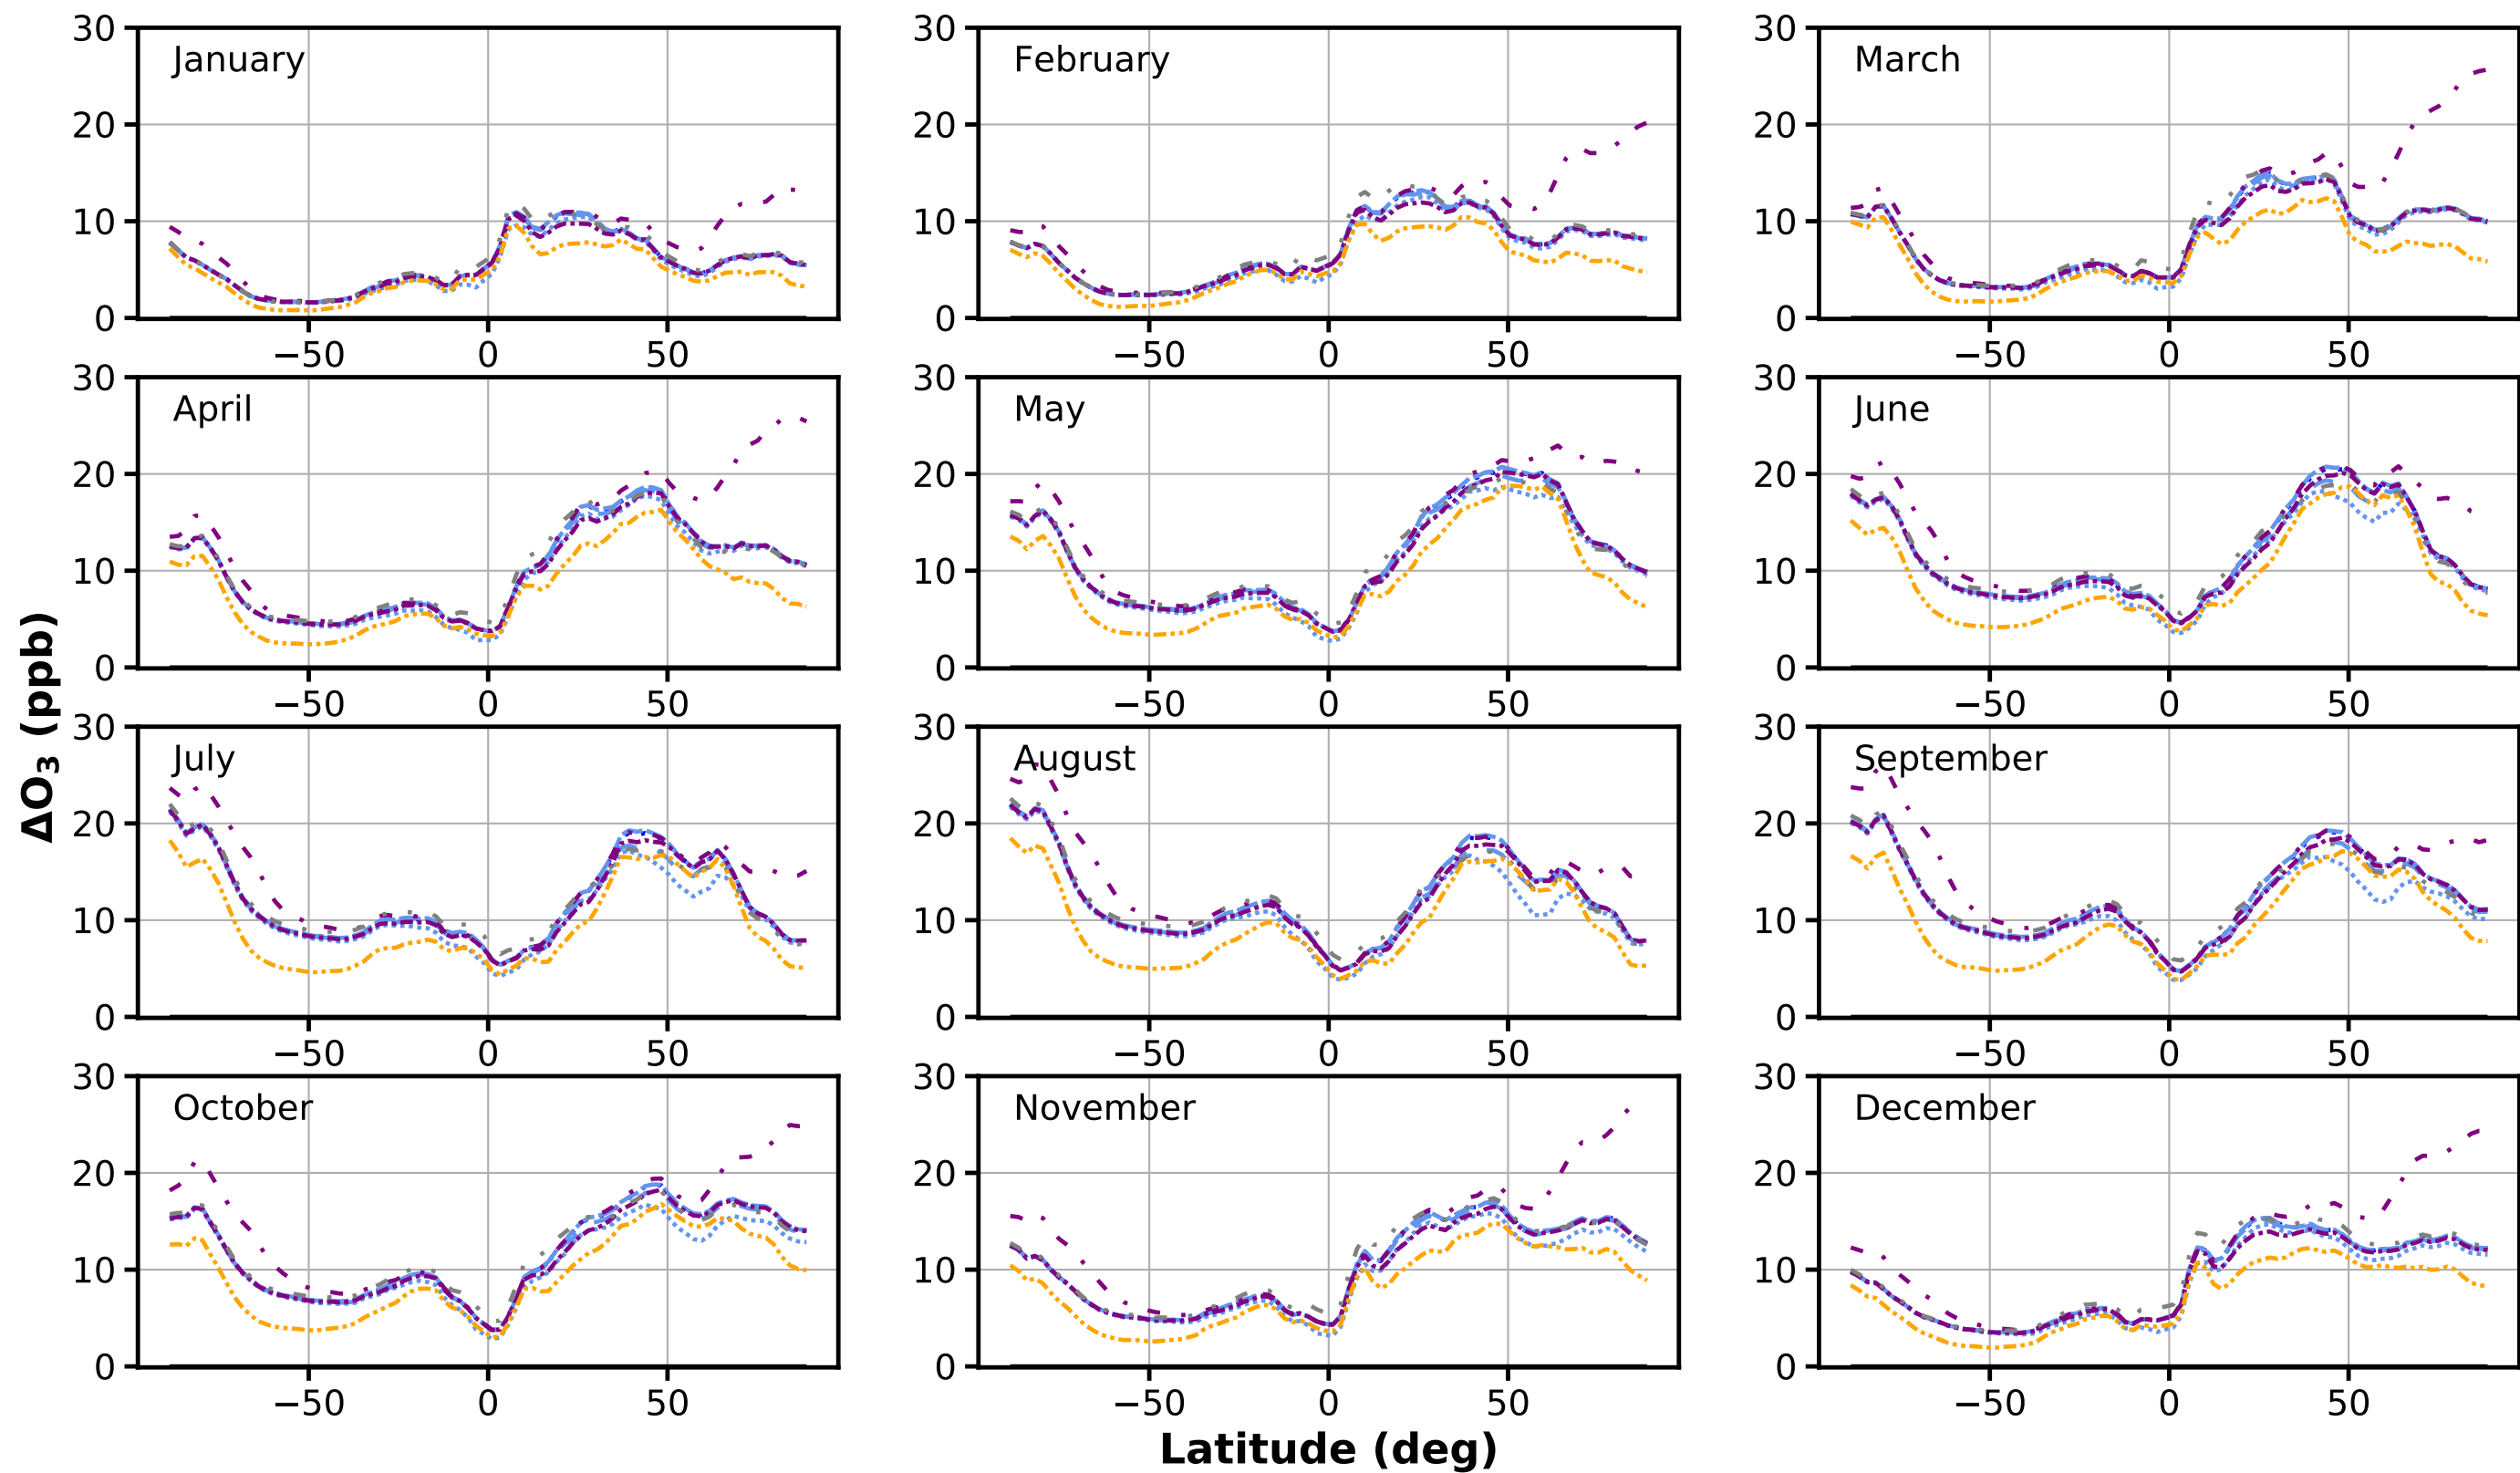 30 30 30
January February March
20 20 20
10 10 10
0 0 0
−50 0 50 −50 0 50 −50 0 50
30 30 30
April May June
20 20 20
10 10 10
0 0 0
−50 0 50 −50 0 50 −50 0 50
ΔO₃ (ppb)
30 30 30
July August September
20 20 20
10 10 10
0 0 0
−50 0 50 −50 0 50 −50 0 50
30 30 30
October November December
20 20 20
10 10 10
0 0 0
−50 0 50 −50 0 50 −50 0 50
Latitude (deg)